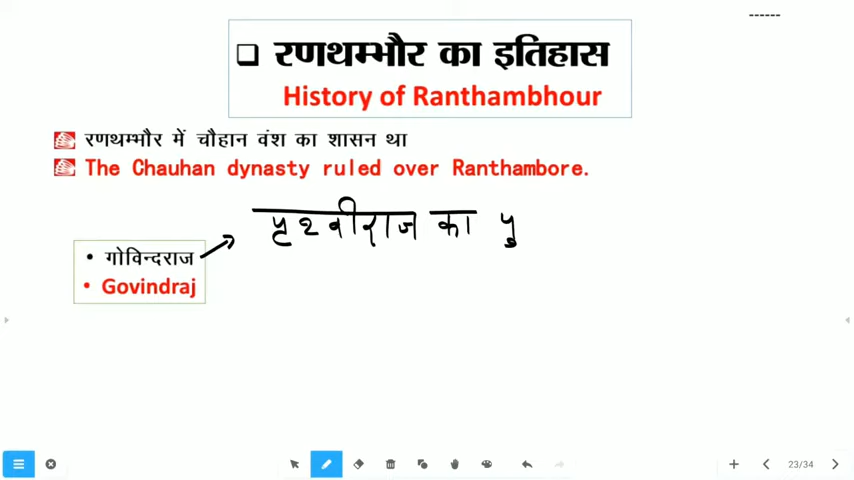 ------
रणथम्भौर का इतिहास
History of Ranthambhour
रणथम्भौर में चौहान वंश का शासन था
The Chauhan dynasty ruled over Ranthambore.
पृथ्वीराज का पु
• गोविन्दराज
• Govindraj
23/34